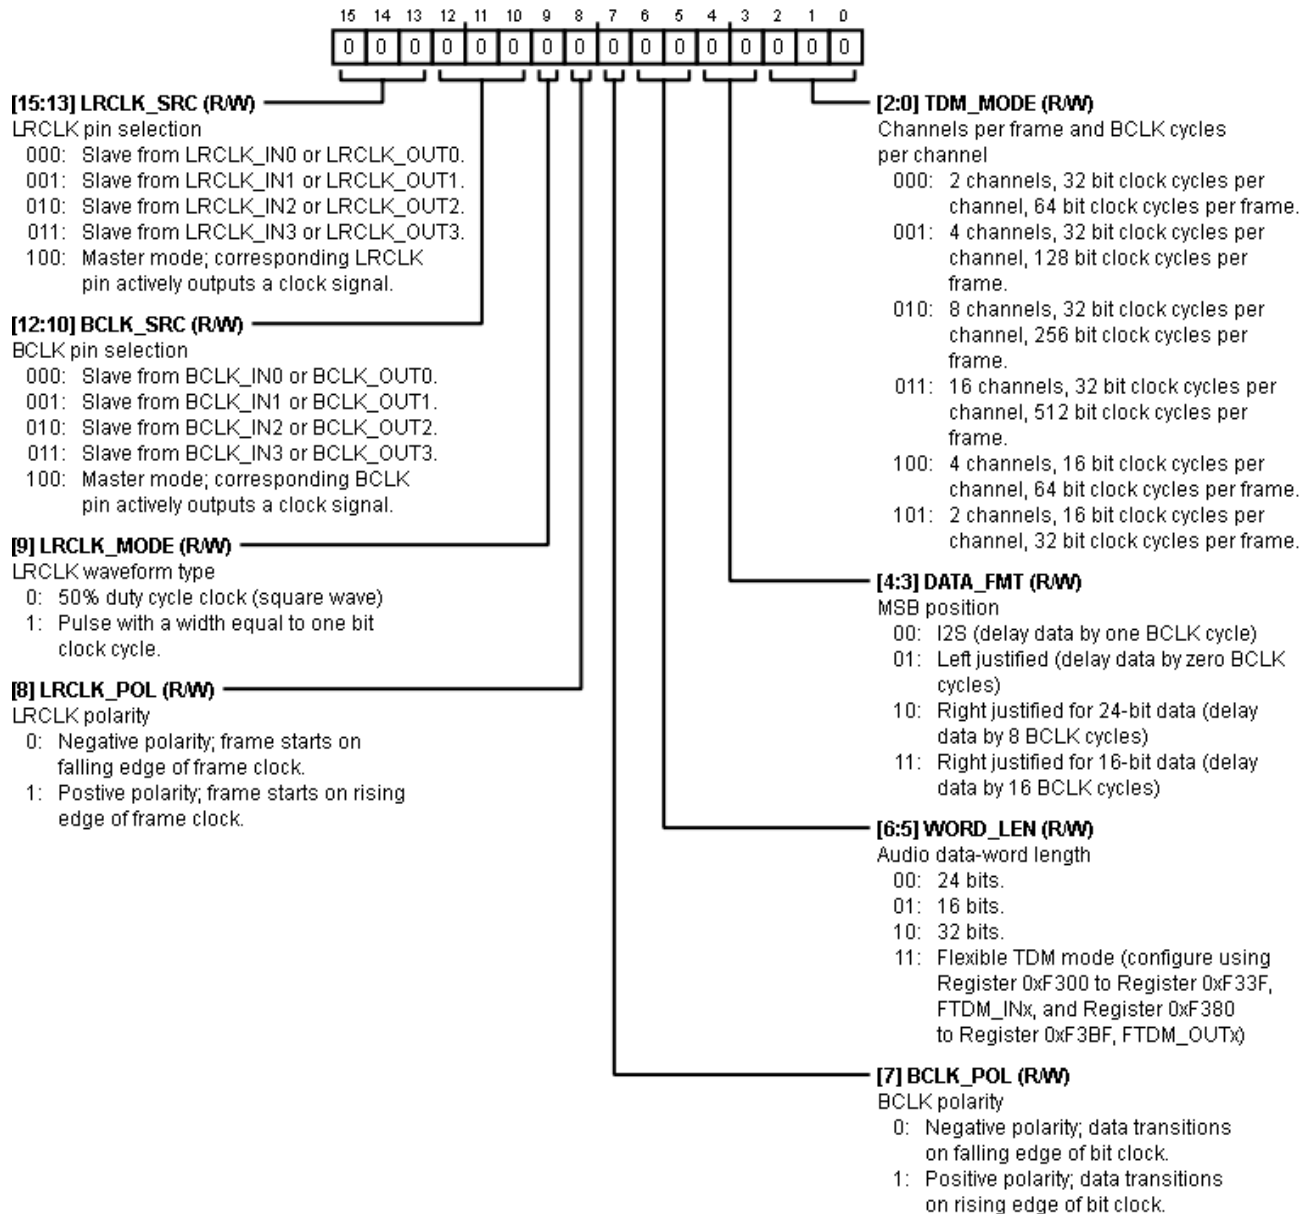 15 14 13 12 11 10 9 8 7 6 5 4 3 2 1 0
0 0 0 0 0 0 0 0 0 0 0 0 0 0 0 0
[15:13] LRCLK_SRC (R/W)
LRCLK pin selection
000: Slave from LRCLK_IN0 or LRCLK_OUT0.
001: Slave from LRCLK_IN1 or LRCLK_OUT1.
010: Slave from LRCLK_IN2 or LRCLK_OUT2.
011: Slave from LRCLK_IN3 or LRCLK_OUT3.
100: Master mode; corresponding LRCLK
pin actively outputs a clock signal.
[12:10] BCLK_SRC (R/W)
BCLK pin selection
000: Slave from BCLK_IN0 or BCLK_OUT0.
001: Slave from BCLK_IN1 or BCLK_OUT1.
010: Slave from BCLK_IN2 or BCLK_OUT2.
011: Slave from BCLK_IN3 or BCLK_OUT3.
100: Master mode; corresponding BCLK
pin actively outputs a clock signal.
[9] LRCLK_MODE (R/W)
LRCLK waveform type
0: 50% duty cycle clock (square wave)
1: Pulse with a width equal to one bit
clock cycle.
[8] LRCLK_POL (R/W)
LRCLK polarity
0: Negative polarity; frame starts on
falling edge of frame clock.
1: Postive polarity; frame starts on rising
edge of frame clock.
[2:0] TDM_MODE (R/W)
Channels per frame and BCLK cycles
per channel
000: 2 channels, 32 bit clock cycles per
channel, 64 bit clock cycles per frame.
001: 4 channels, 32 bit clock cycles per
channel, 128 bit clock cycles per
frame.
010: 8 channels, 32 bit clock cycles per
channel, 256 bit clock cycles per
frame.
011: 16 channels, 32 bit clock cycles per
channel, 512 bit clock cycles per
frame.
100: 4 channels, 16 bit clock cycles per
channel, 64 bit clock cycles per frame.
101: 2 channels, 16 bit clock cycles per
channel, 32 bit clock cycles per frame.
[4:3] DATA_FMT (R/W)
MSB position
00: I2S (delay data by one BCLK cycle)
01: Left justified (delay data by zero BCLK
cycles)
10: Right justified for 24-bit data (delay
data by 8 BCLK cycles)
11: Right justified for 16-bit data (delay
data by 16 BCLK cycles)
[6:5] WORD_LEN (R/W)
Audio data-word length
00: 24 bits.
01: 16 bits.
10: 32 bits.
11: Flexible TDM mode (configure using
Register 0xF300 to Register 0xF33F,
FTDM_INx, and Register 0xF380
to Register 0xF3BF, FTDM_OUTx)
[7] BCLK_POL (R/W)
BCLK polarity
0: Negative polarity; data transitions
on falling edge of bit clock.
1: Positive polarity; data transitions
on rising edge of bit clock.